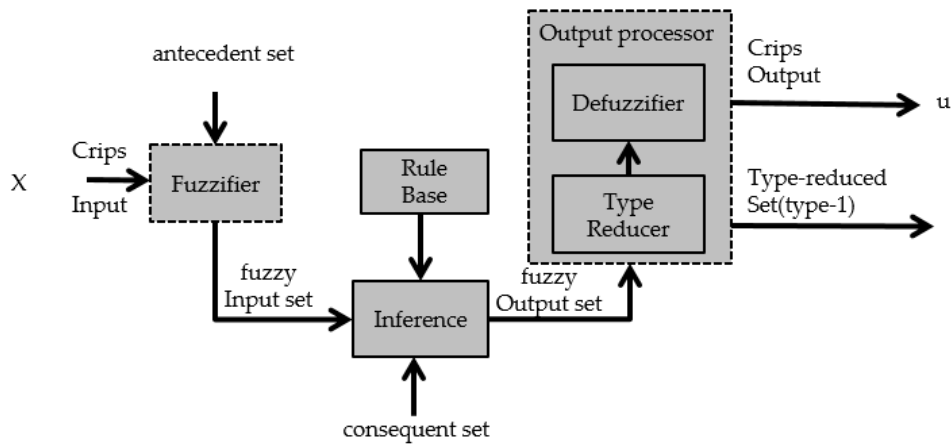 antecedent set
X
Crips
Input
Fuzzifier
fuzzy
Input set
Rule
Base
Inference
consequent set
fuzzy
Output set
Output processor
Defuzzifier
Type
Reducer
Crips
Output
u
Type-reduced
Set(type-1)